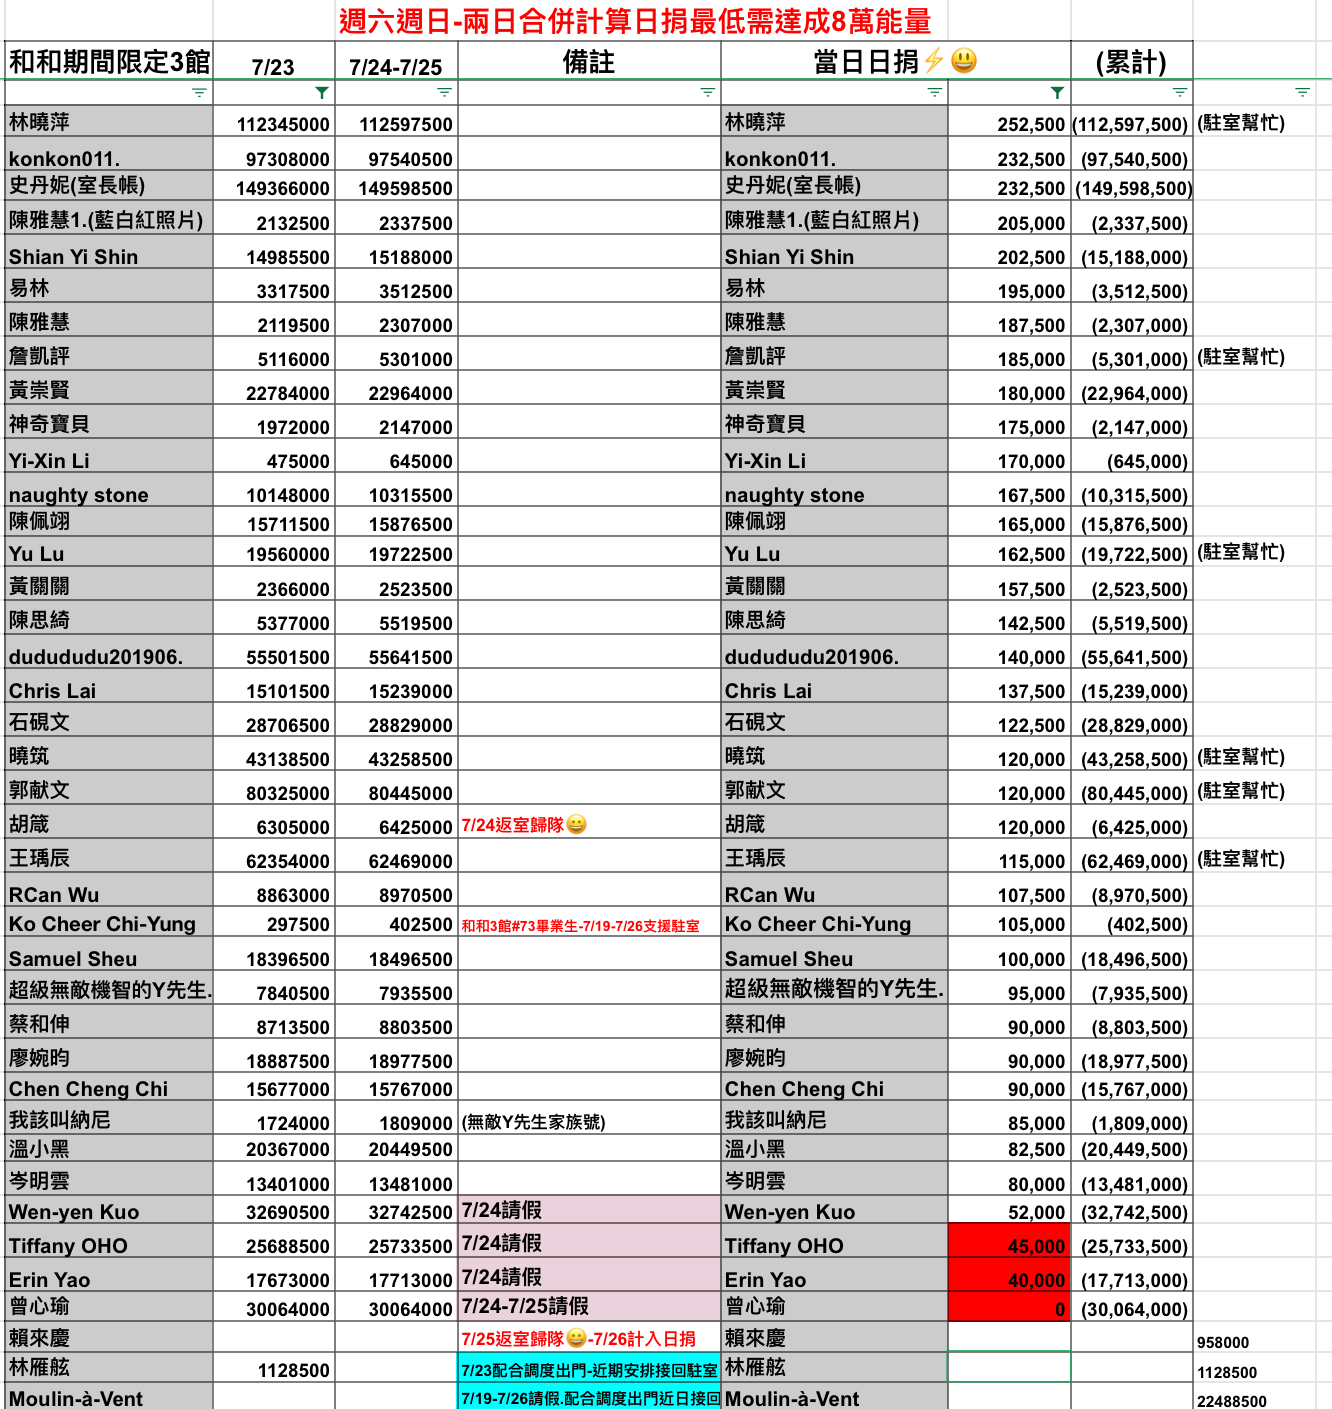 週六週日-兩日合併計算日捐最低需達成8萬能量
和和期間限定3館 7/23 7/24-7/25 備註 當日日捐⚡😃 (累計)
林曉萍 112345000 112597500 林曉萍 252,500 (112,597,500) (駐室幫忙)
konkon011. 97308000 97540500 konkon011. 232,500 (97,540,500)
史丹妮(室長帳) 149366000 149598500 史丹妮(室長帳) 232,500 (149,598,500)
陳雅慧1.(藍白紅照片) 2132500 2337500 陳雅慧1.(藍白紅照片) 205,000 (2,337,500)
Shian Yi Shin 14985500 15188000 Shian Yi Shin 202,500 (15,188,000)
易林 3317500 3512500 易林 195,000 (3,512,500)
陳雅慧 2119500 2307000 陳雅慧 187,500 (2,307,000)
詹凱評 5116000 5301000 詹凱評 185,000 (5,301,000) (駐室幫忙)
黃崇賢 22784000 22964000 黃崇賢 180,000 (22,964,000)
神奇寶貝 1972000 2147000 神奇寶貝 175,000 (2,147,000)
Yi-Xin Li 475000 645000 Yi-Xin Li 170,000 (645,000)
naughty stone 10148000 10315500 naughty stone 167,500 (10,315,500)
陳佩翊 15711500 15876500 陳佩翊 165,000 (15,876,500)
Yu Lu 19560000 19722500 Yu Lu 162,500 (19,722,500) (駐室幫忙)
黃關關 2366000 2523500 黃關關 157,500 (2,523,500)
陳思綺 5377000 5519500 陳思綺 142,500 (5,519,500)
dudududu201906. 55501500 55641500 dudududu201906. 140,000 (55,641,500)
Chris Lai 15101500 15239000 Chris Lai 137,500 (15,239,000)
石硯文 28706500 28829000 石硯文 122,500 (28,829,000)
曉筑 43138500 43258500 曉筑 120,000 (43,258,500) (駐室幫忙)
郭献文 80325000 80445000 郭献文 120,000 (80,445,000) (駐室幫忙)
胡箴 6305000 6425000 7/24返室歸隊😀 胡箴 120,000 (6,425,000)
王瑀辰 62354000 62469000 王瑀辰 115,000 (62,469,000) (駐室幫忙)
RCan Wu 8863000 8970500 RCan Wu 107,500 (8,970,500)
Ko Cheer Chi-Yung 297500 402500 和和3館#73畢業生-7/19-7/26支援駐室 Ko Cheer Chi-Yung 105,000 (402,500)
Samuel Sheu 18396500 18496500 Samuel Sheu 100,000 (18,496,500)
超級無敵機智的Y先生. 7840500 7935500 超級無敵機智的Y先生. 95,000 (7,935,500)
蔡和伸 8713500 8803500 蔡和伸 90,000 (8,803,500)
廖婉昀 18887500 18977500 廖婉昀 90,000 (18,977,500)
Chen Cheng Chi 15677000 15767000 Chen Cheng Chi 90,000 (15,767,000)
我該叫納尼 1724000 1809000 (無敵Y先生家族號) 我該叫納尼 85,000 (1,809,000)
溫小黑 20367000 20449500 溫小黑 82,500 (20,449,500)
岑明雲 13401000 13481000 岑明雲 80,000 (13,481,000)
Wen-yen Kuo 32690500 32742500 7/24請假 Wen-yen Kuo 52,000 (32,742,500)
Tiffany OHO 25688500 25733500 7/24請假 Tiffany OHO 45,000 (25,733,500)
Erin Yao 17673000 17713000 7/24請假 Erin Yao 40,000 (17,713,000)
曾心瑜 30064000 30064000 7/24-7/25請假 曾心瑜 0 (30,064,000)
賴來慶 7/25返室歸隊😀-7/26計入日捐 賴來慶 958000
林雁舷 1128500 7/23配合調度出門-近期安排接回駐室 林雁舷 1128500
Moulin-à-Vent 7/19-7/26請假.配合調度出門近日接回 Moulin-à-Vent 22488500